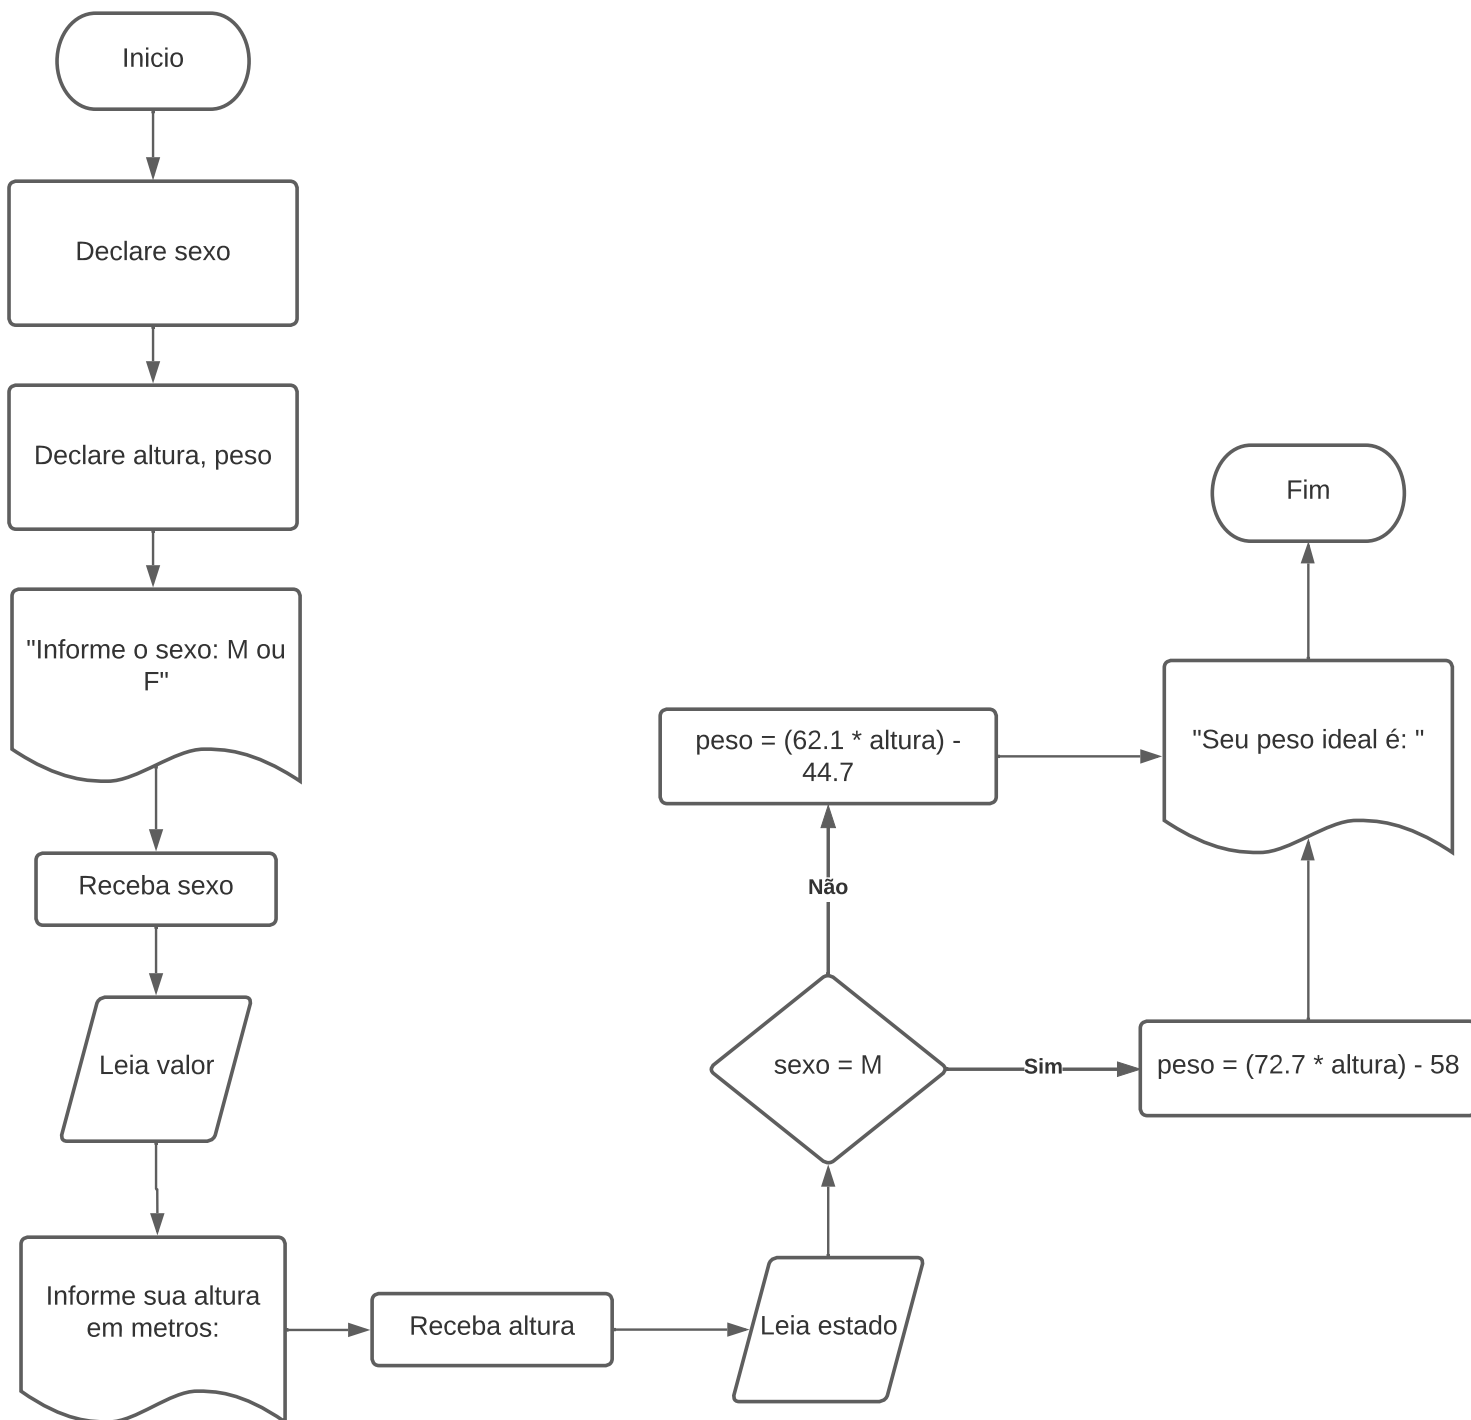 Inicio
Declare sexo
Declare altura, peso
"Informe o sexo: M ou
F"
Receba sexo
Leia valor
Informe sua altura
em metros:
Receba altura
Leia estado
sexo = M
Não
peso = (62.1 * altura) -
44.7
Sim
peso = (72.7 * altura) - 58
"Seu peso ideal é: "
Fim